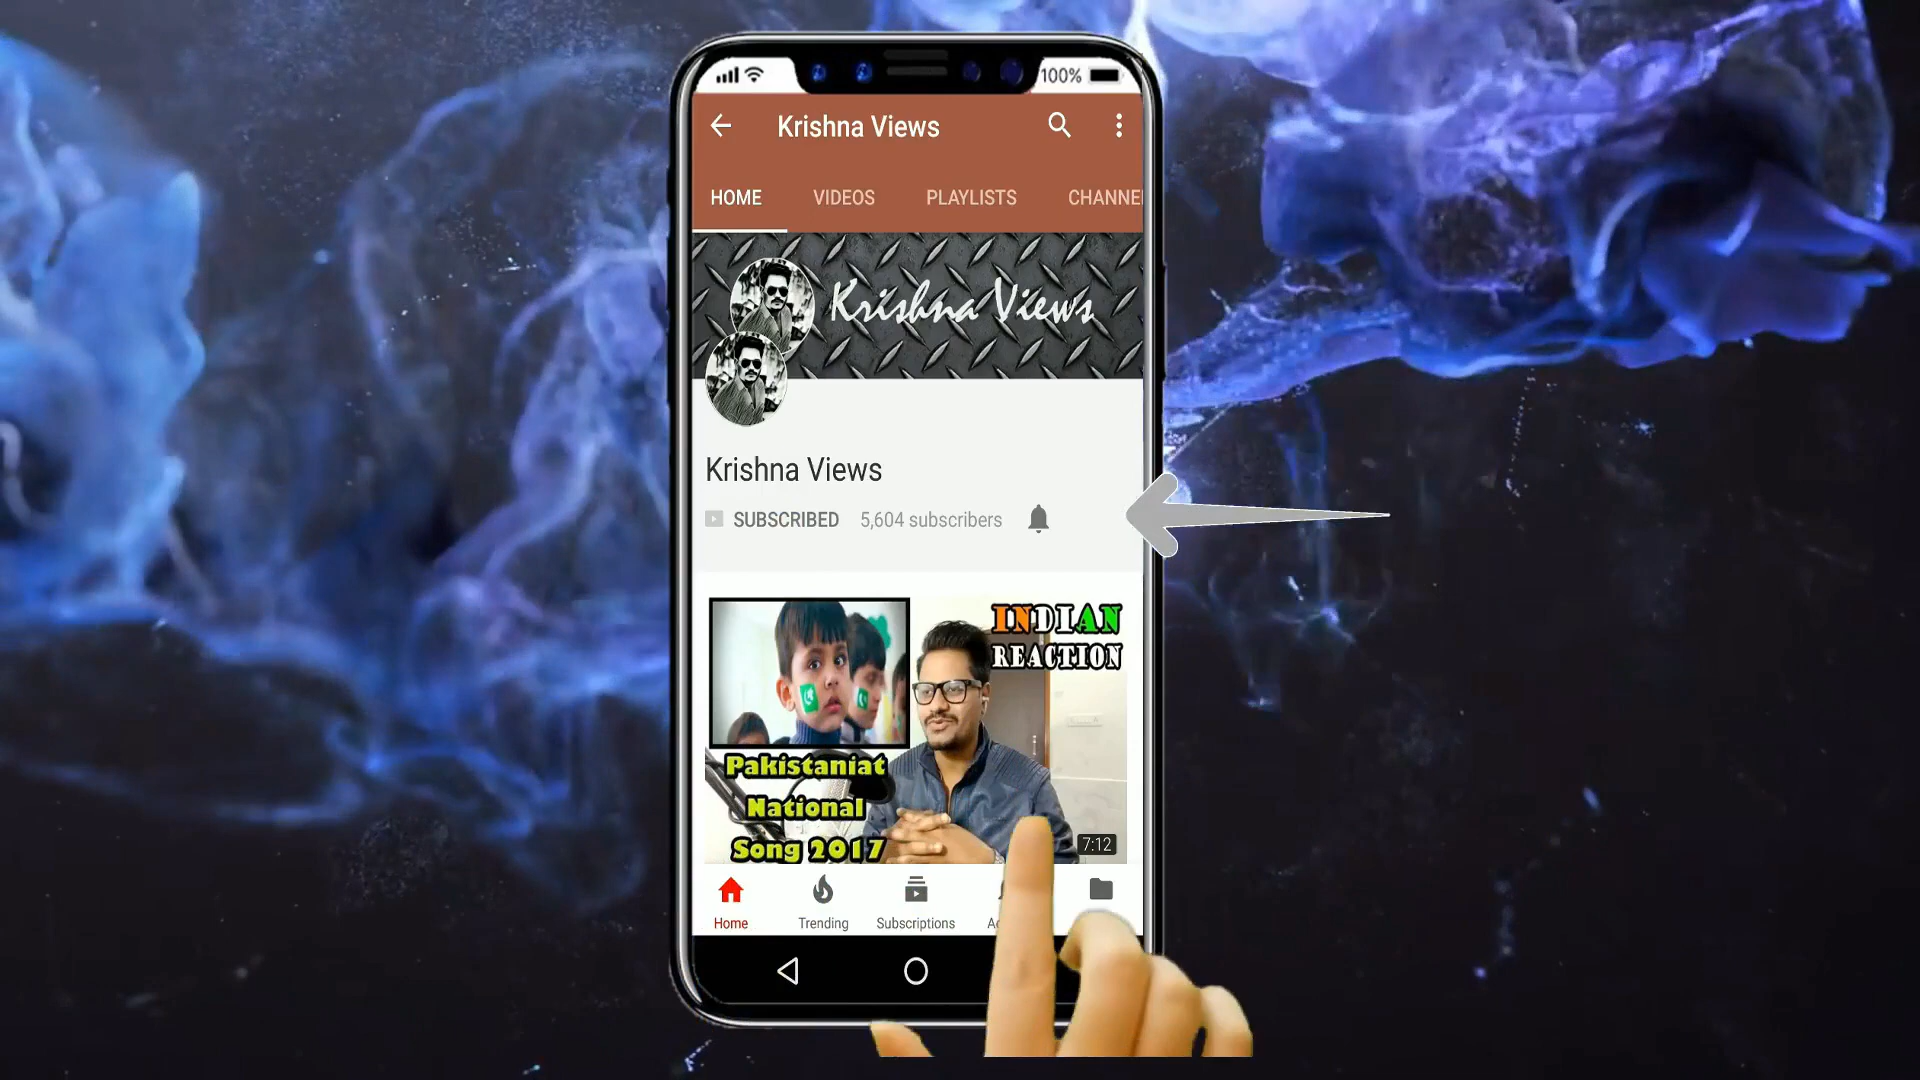 100%
Krishna Views
HOME VIDEOS PLAYLISTS CHANNE
Krishna Views
Krishna Views
SUBSCRIBED 5,604 subscribers
INDIAN
REACTION
Pakistaniat
National
Song 2017
7:12
Home Trending Subscriptions